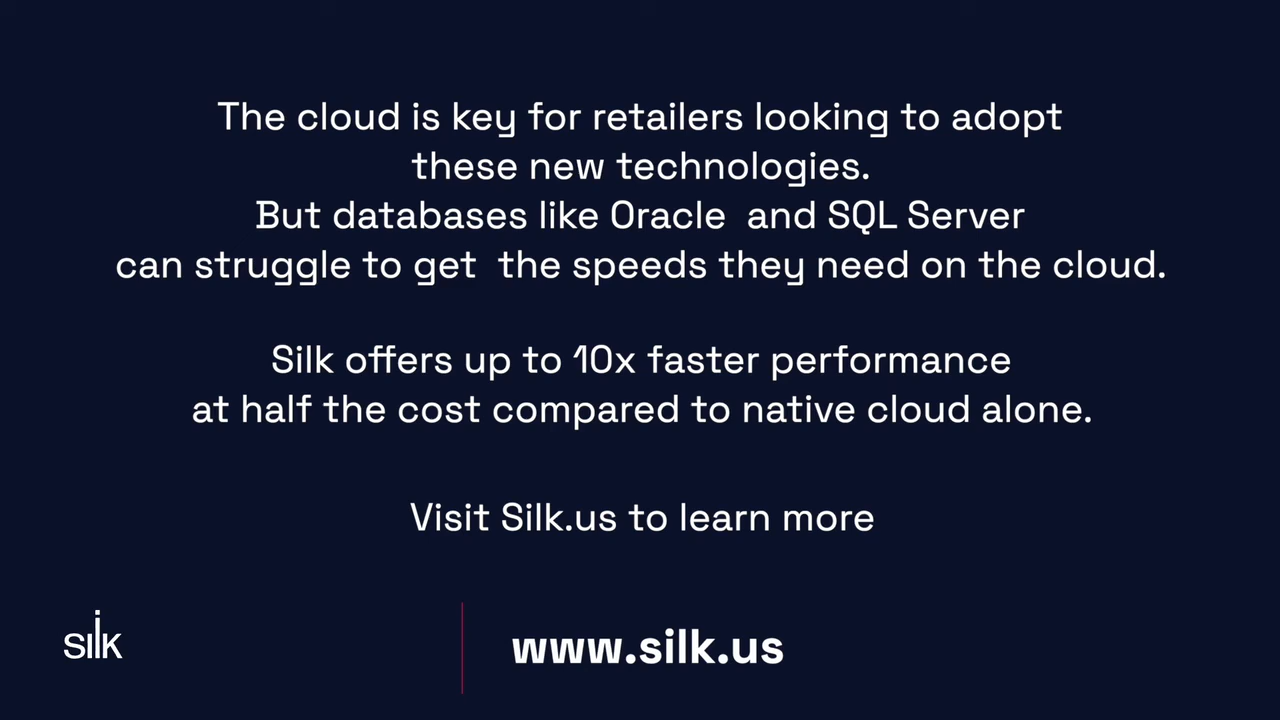 The cloud is key for retailers looking to adopt
these new technologies.
But databases like Oracle  and SQL Server
can struggle to get  the speeds they need on the cloud.
Silk offers up to 10x faster performance
at half the cost compared to native cloud alone.
Visit Silk.us to learn more
silk
www.silk.us